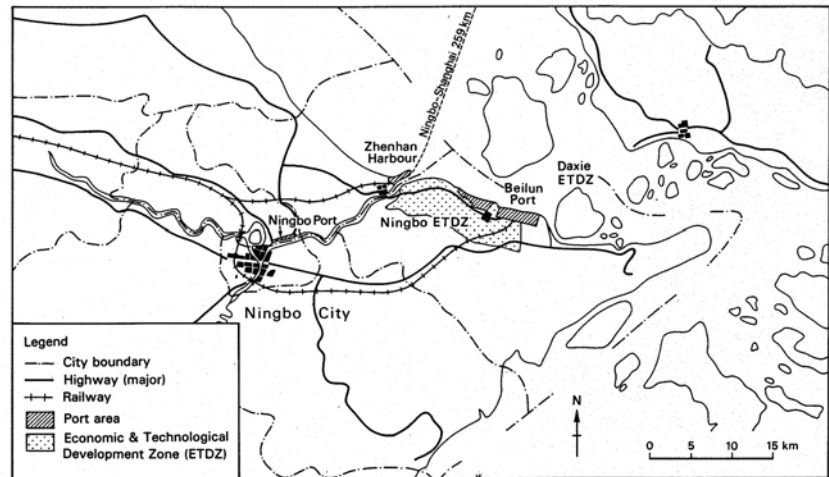 Ningbo-Shanghai 259 km
Zhenhan
Harbour
Daxie
ETDZ
Beilun
Port
Ningbo Port
Ningbo ETDZ
Ningbo City
Legend
City boundary
Highway (major)
Railway
Port area
Economic & Technological
Development Zone (ETDZ)
N
0 5 10 15 km